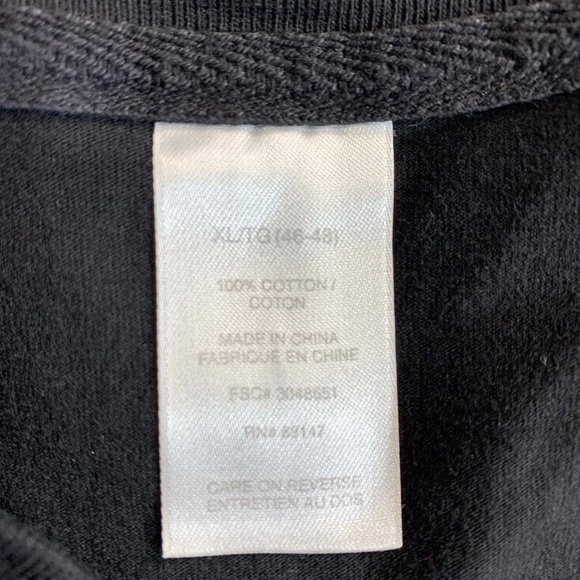 XL/TG (46-48)
100% COTTON /
COTON
MADE IN CHINA
FABRIQUÉ EN CHINE
FSG# 3048651
RN# 83147
CARE ON REVERSE
ENTRETIEN AU DOS